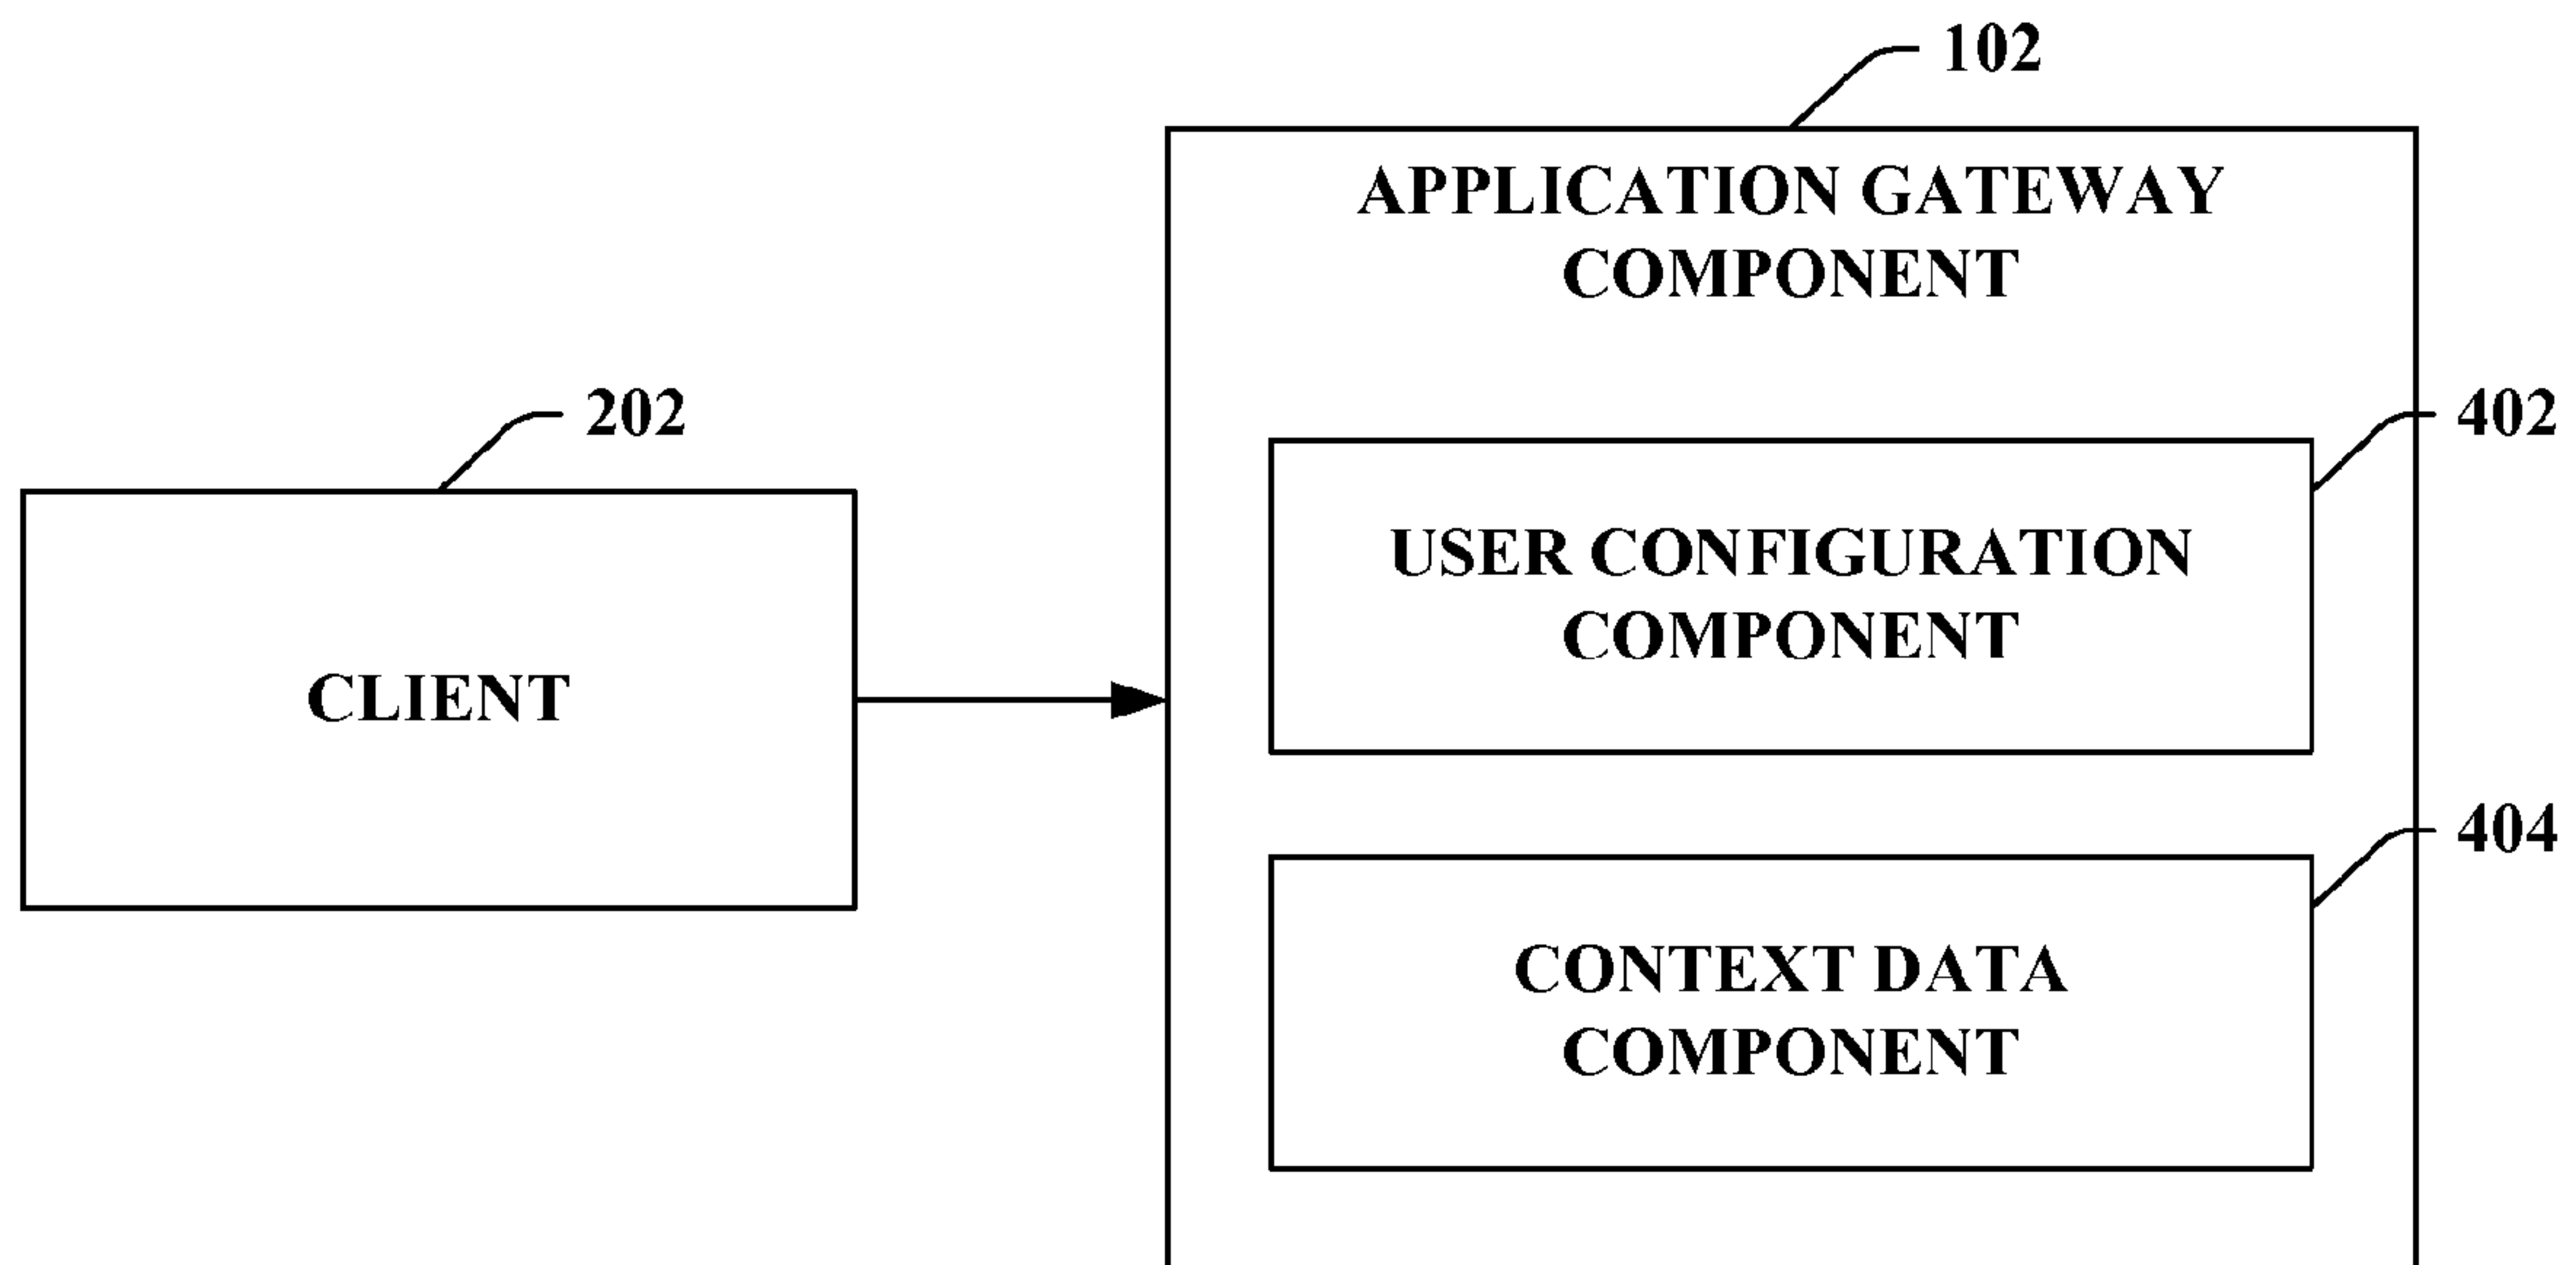 102
APPLICATION GATEWAY
COMPONENT
202
402
USER CONFIGURATION
COMPONENT
CLIENT
404
CONTEXT DATA
COMPONENT